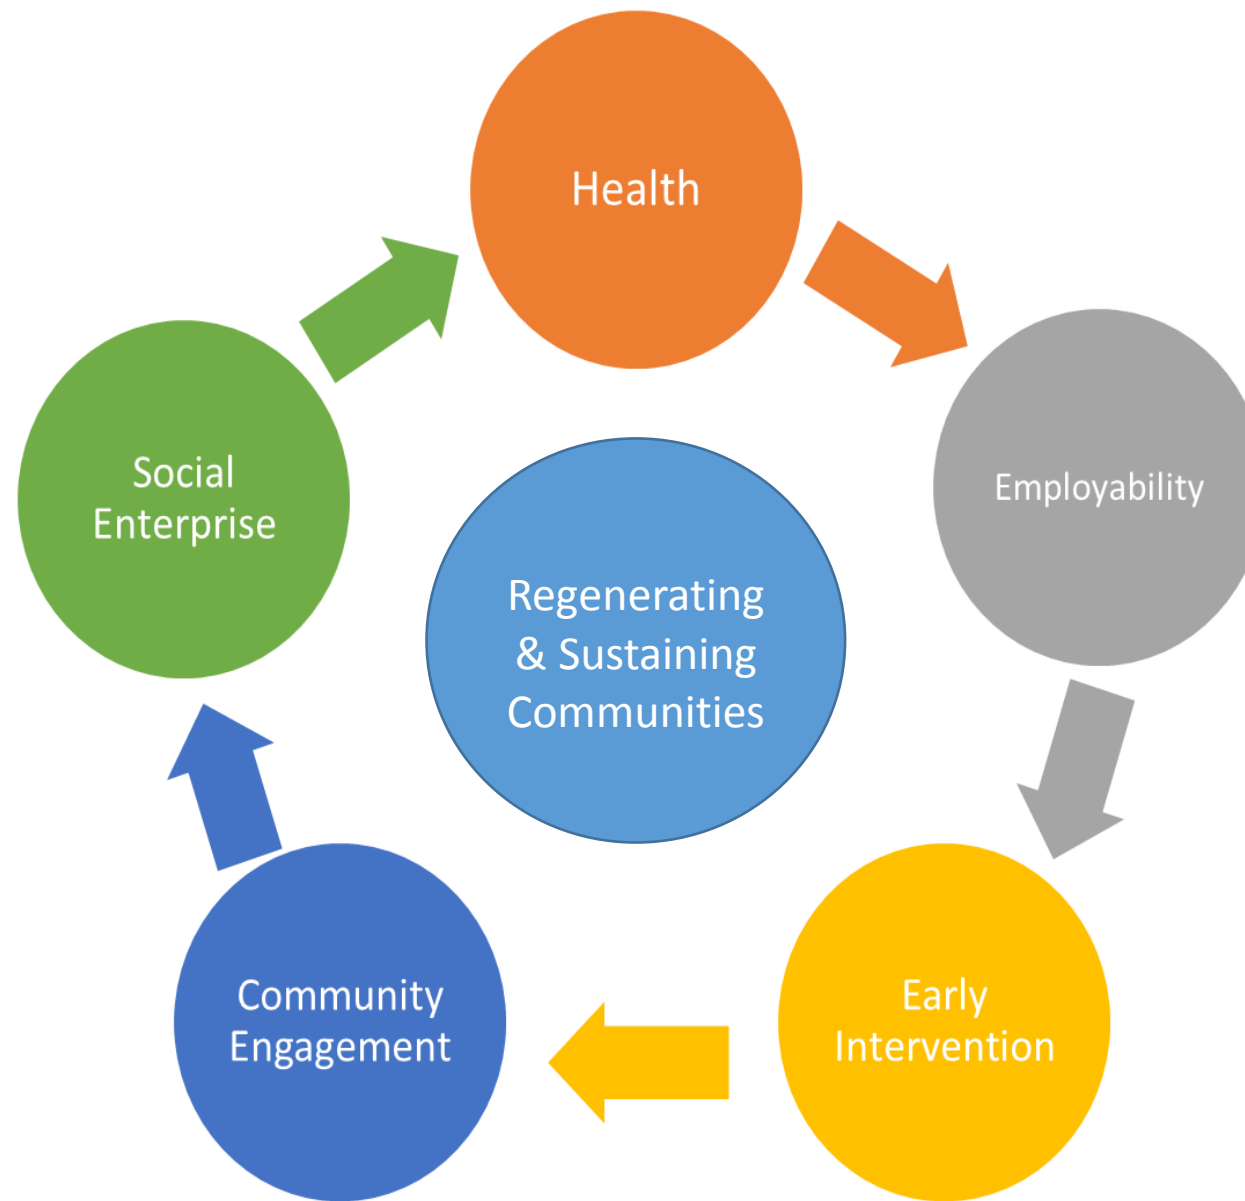 Health
Employability
Early
Intervention
Community
Engagement
Social
Enterprise
Regenerating
& Sustaining
Communities